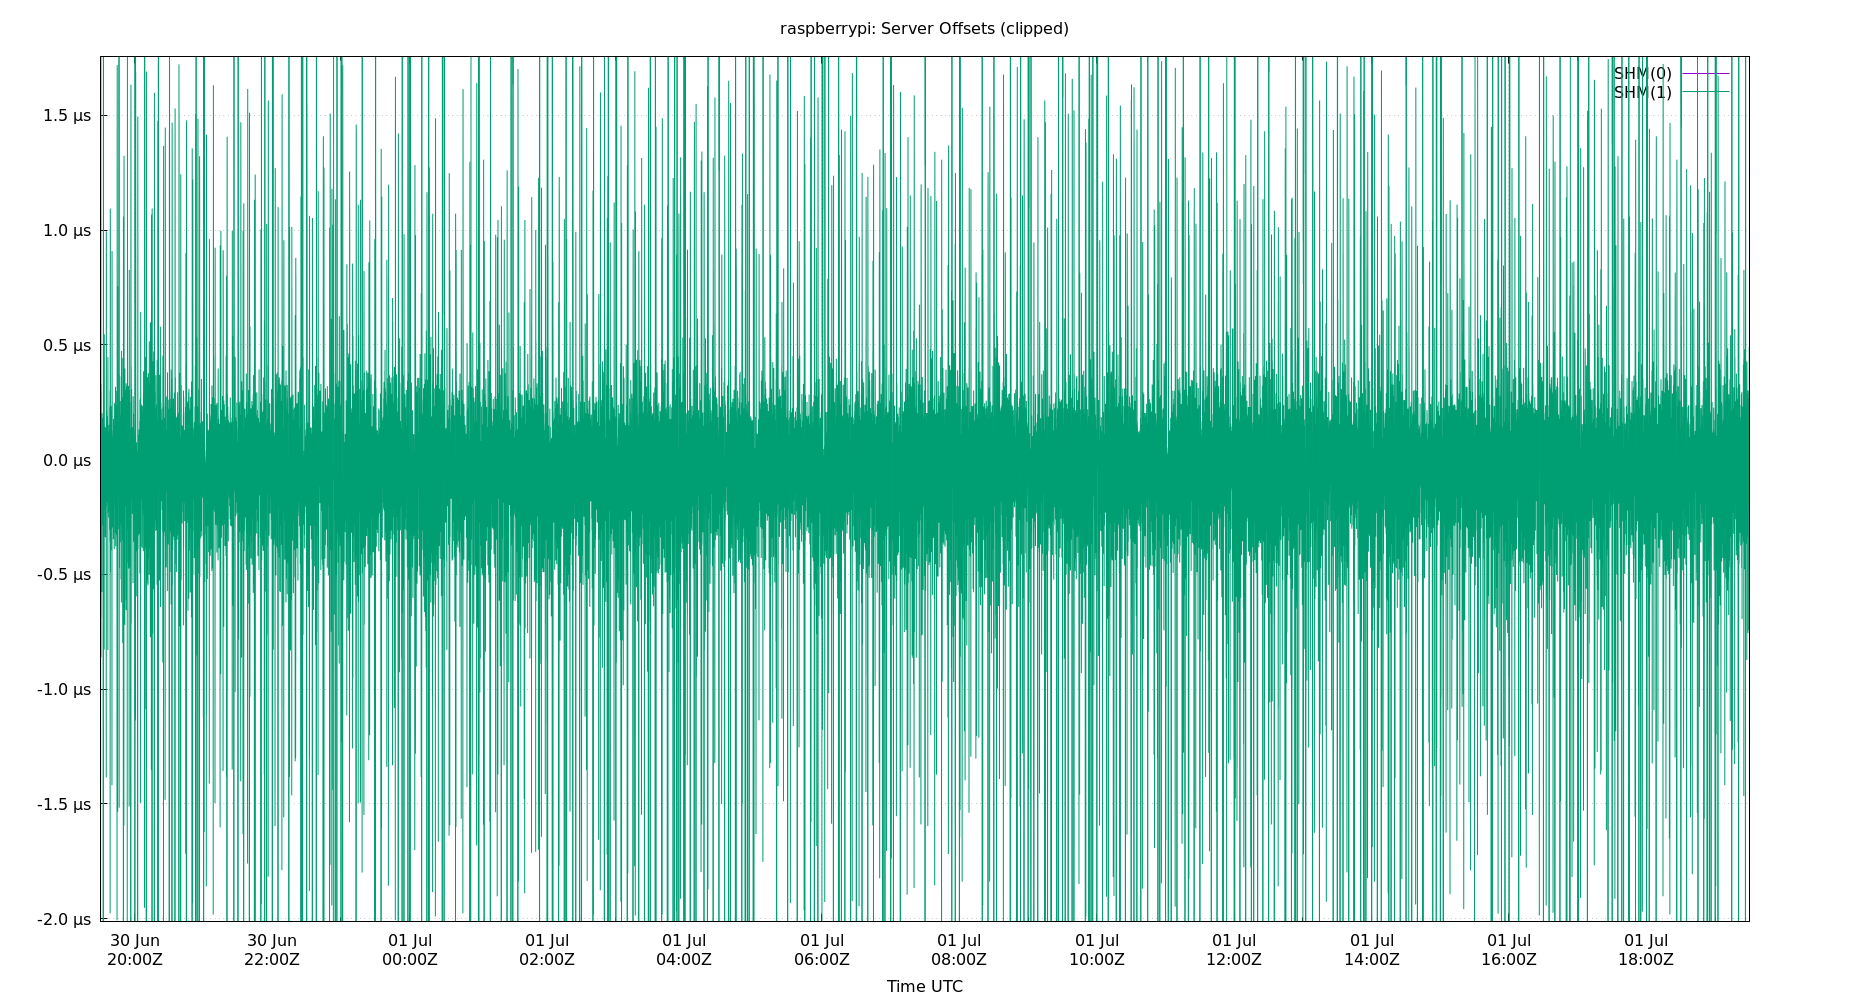 raspberrypi: Server Offsets (clipped)
SHM(0)
SHM(1)
1.5 µs
1.0 µs
0.5 µs
0.0 µs
-0.5 µs
-1.0 µs
-1.5 µs
-2.0 µs
30 Jun 30 Jun 01 Jul 01 Jul 01 Jul 01 Jul 01 Jul 01 Jul 01 Jul 01 Jul 01 Jul 01 Jul
20:00Z 22:00Z 00:00Z 02:00Z 04:00Z 06:00Z 08:00Z 10:00Z 12:00Z 14:00Z 16:00Z 18:00Z
Time UTC